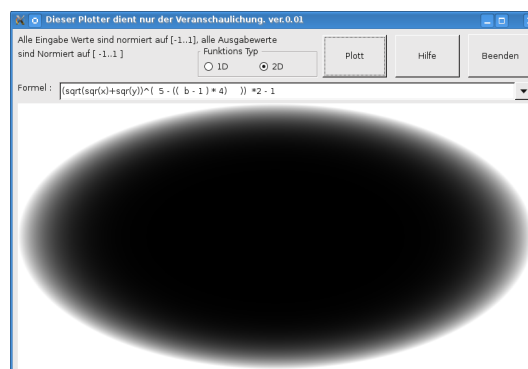 Dieser Plotter dient nur der Veranschaulichung. ver.0.01
Alle Eingabe Werte sind normiert auf [-1..1], alle Ausgabewerte
sind Normiert auf [ -1..1 ]
Funktions Typ
1D
2D
Plott
Hilfe
Beenden
Formel :
(sqrt(sqr(x)+sqr(y))^( 5 - (( b - 1 ) * 4) )) *2 - 1